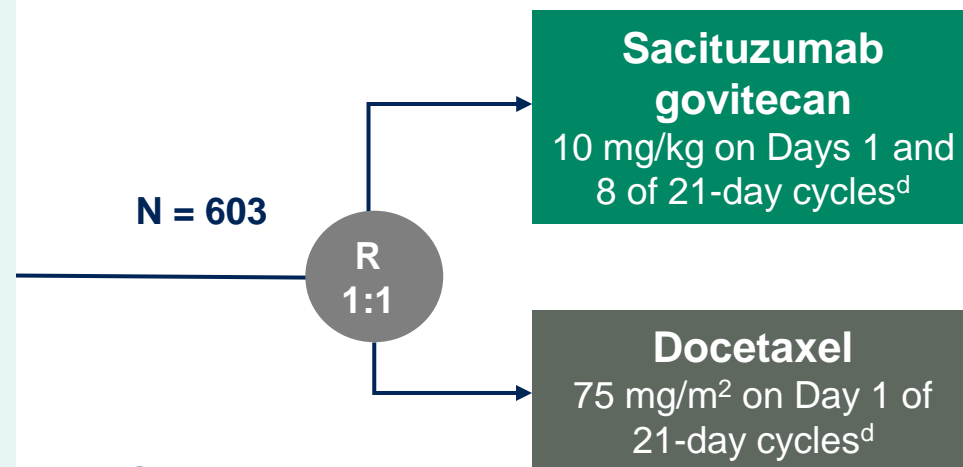 Sacituzumab
govitecan
10 mg/kg on Days 1 and
8 of 21-day cyclesᵈ
N = 603
R
1:1
Docetaxel
75 mg/m² on Day 1 of
21-day cyclesᵈ